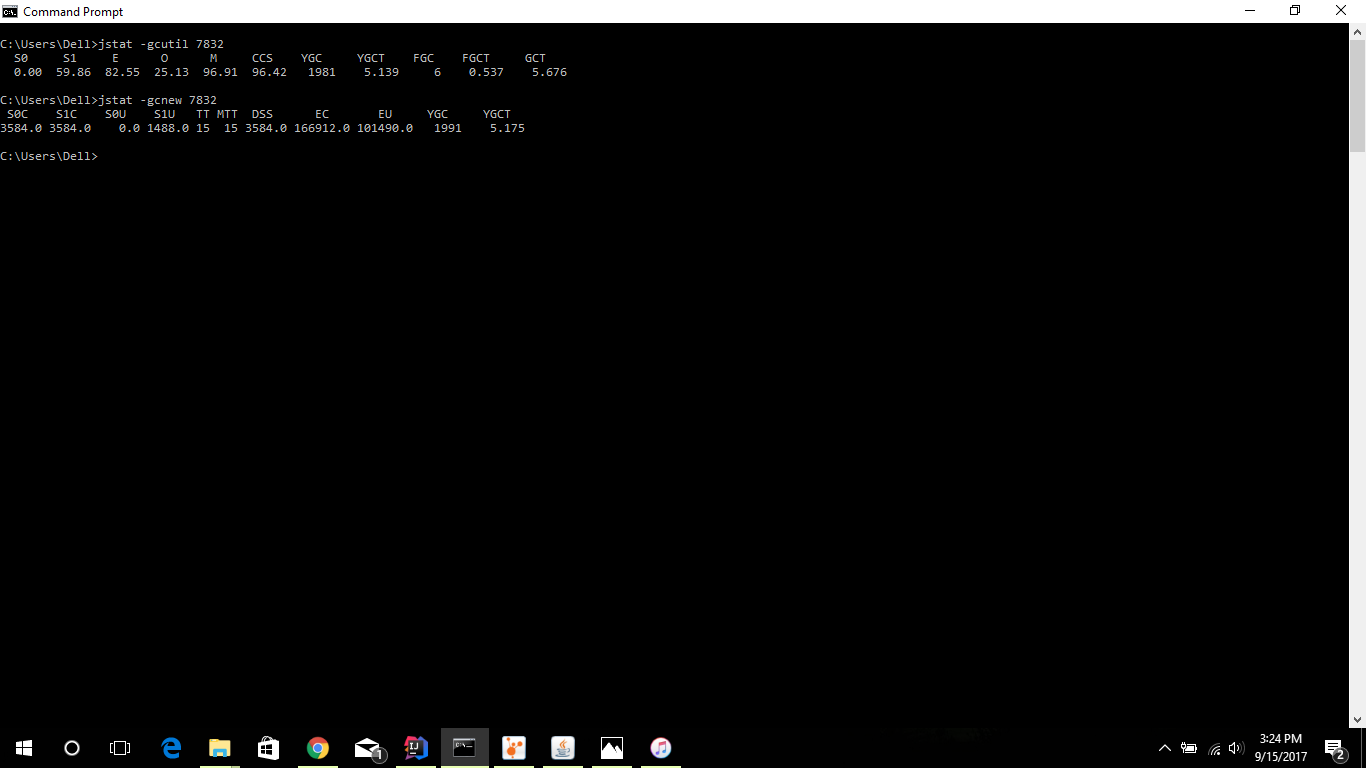 Command Prompt
C:\Users\Dell>jstat -gcutil 7832
S0 S1 E O M CCS YGC YGCT FGC FGCT GCT
0.00 59.86 82.55 25.13 96.91 96.42 1981 5.139 6 0.537 5.676
C:\Users\Dell>jstat -gcnew 7832
S0C S1C S0U S1U TT MTT DSS EC EU YGC YGCT
3584.0 3584.0 0.0 1488.0 15 15 3584.0 166912.0 101490.0 1991 5.175
C:\Users\Dell>
1
IJ
C:\_
3:24 PM
9/15/2017
2